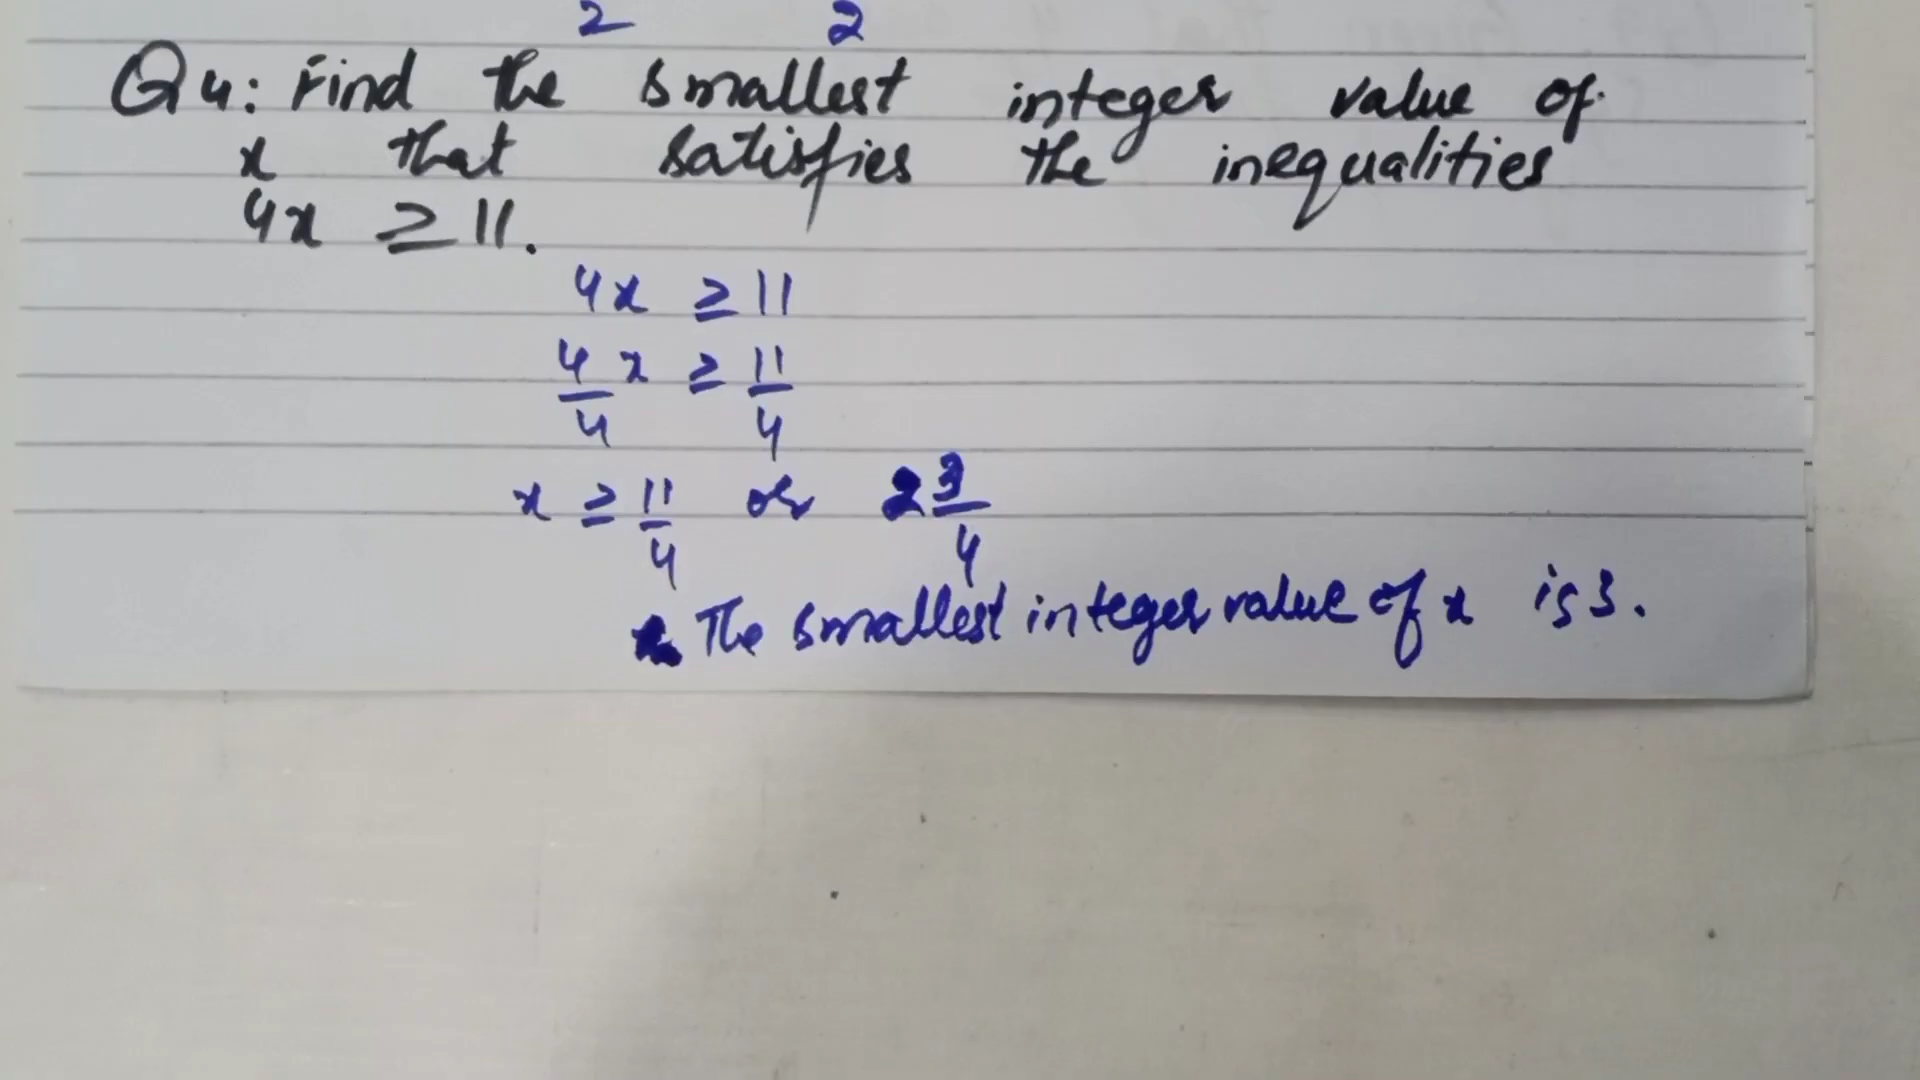 2 2
Q4: Find the smallest integer value of
x that satisfies the inequalities
4x ≥ 11.
4x ≥ 11
4/4 x ≥ 11/4
x ≥ 11/4 or 2 3/4
The smallest integer value of x is 3.